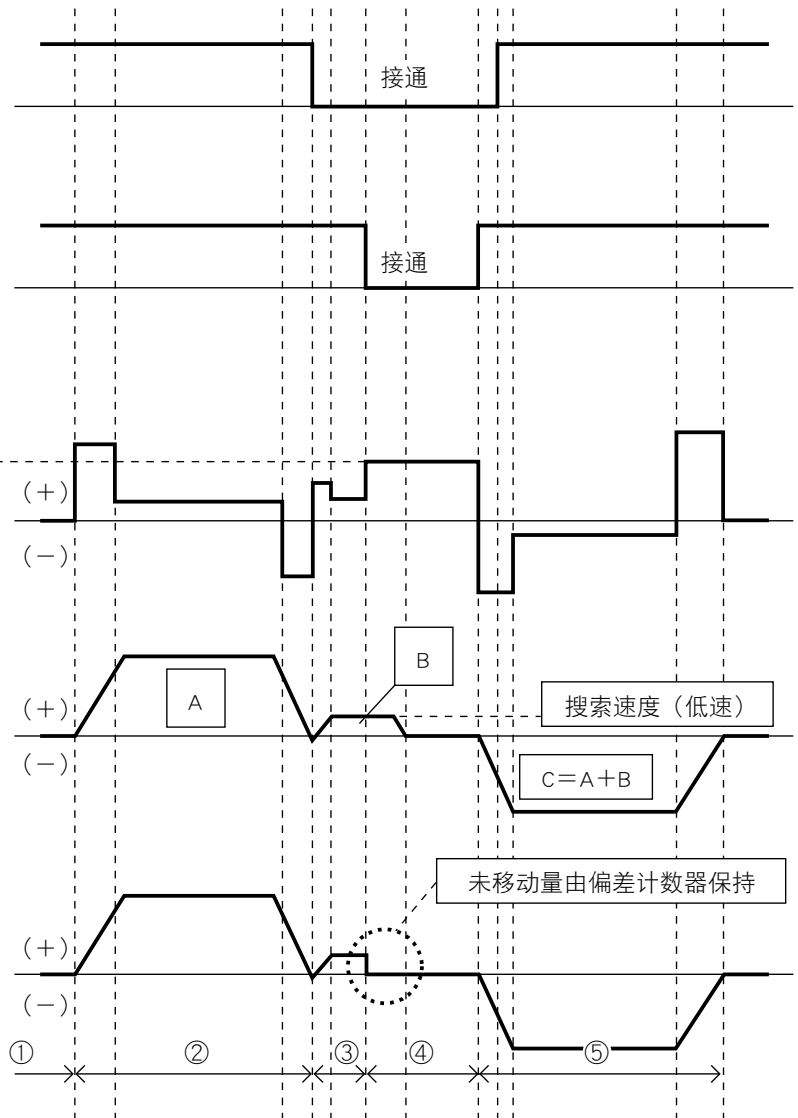 接通
接通
(+)
(−)
B
A
搜索速度（低速）
(+)
(−)
C=A+B
未移动量由偏差计数器保持
(+)
(−)
① ② ③ ④ ⑤